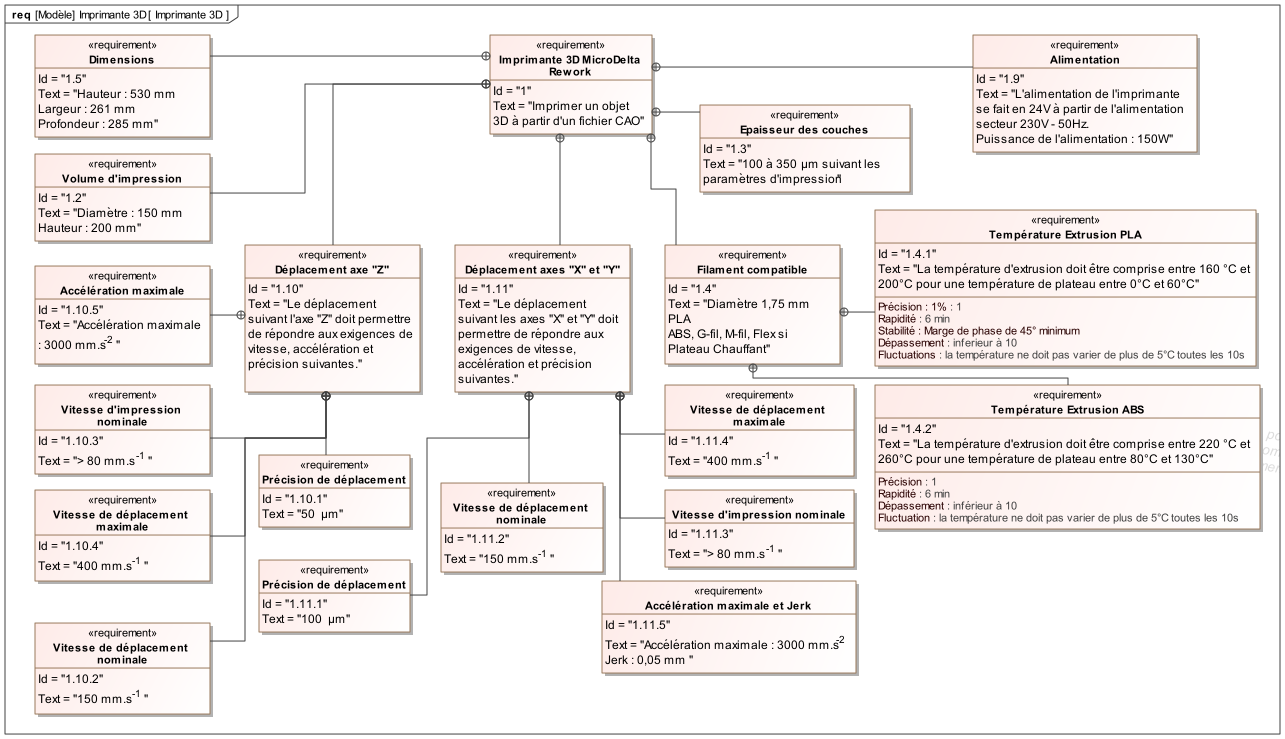 req [Modèle] Imprimante 3D [ Imprimante 3D ]
«requirement»
Dimensions
Id = "1.5"
Text = "Hauteur : 530 mm
Largeur : 261 mm
Profondeur : 285 mm"
«requirement»
Imprimante 3D MicroDelta
Rework
Id = "1"
Text = "Imprimer un objet
3D à partir d'un fichier CAO"
«requirement»
Alimentation
Id = "1.9"
Text = "L'alimentation de l'imprimante
se fait en 24V à partir de l'alimentation
secteur 230V - 50Hz.
Puissance de l'alimentation : 150W"
«requirement»
Epaisseur des couches
Id = "1.3"
Text = "100 à 350 µm suivant les
paramètres d'impression"
«requirement»
Volume d'impression
Id = "1.2"
Text = "Diamètre : 150 mm
Hauteur : 200 mm"
«requirement»
Déplacement axe "Z"
Id = "1.10"
Text = "Le déplacement
suivant l'axe "Z" doit permettre
de répondre aux exigences de
vitesse, accélération et
précision suivantes."
«requirement»
Déplacement axes "X" et "Y"
Id = "1.11"
Text = "Le déplacement
suivant les axes "X" et "Y" doit
permettre de répondre aux
exigences de vitesse,
accélération et précision
suivantes."
«requirement»
Filament compatible
Id = "1.4"
Text = "Diamètre 1,75 mm
PLA
ABS, G-fil, M-fil, Flex si
Plateau Chauffant"
«requirement»
Température Extrusion PLA
Id = "1.4.1"
Text = "La température d'extrusion doit être comprise entre 160 °C et
200°C pour une température de plateau entre 0°C et 60°C"
Précision : 1% : 1
Rapidité : 6 min
Stabilité : Marge de phase de 45° minimum
Dépassement : inferieur à 10
Fluctuations : la température ne doit pas varier de plus de 5°C toutes les 10s
«requirement»
Accélération maximale
Id = "1.10.5"
Text = "Accélération maximale
: 3000 mm.s-2 "
«requirement»
Vitesse d'impression
nominale
Id = "1.10.3"
Text = "> 80 mm.s-1 "
«requirement»
Vitesse de déplacement
maximale
Id = "1.11.4"
Text = "400 mm.s-1 "
«requirement»
Température Extrusion ABS
Id = "1.4.2"
Text = "La température d'extrusion doit être comprise entre 220 °C et
260°C pour une température de plateau entre 80°C et 130°C"
Précision : 1
Rapidité : 6 min
Dépassement : inférieur à 10
Fluctuation : la température ne doit pas varier de plus de 5°C toutes les 10s
«requirement»
Précision de déplacement
Id = "1.10.1"
Text = "50 µm"
«requirement»
Vitesse de déplacement
maximale
Id = "1.10.4"
Text = "400 mm.s-1 "
«requirement»
Vitesse de déplacement
nominale
Id = "1.11.2"
Text = "150 mm.s-1 "
«requirement»
Vitesse d'impression nominale
Id = "1.11.3"
Text = "> 80 mm.s-1 "
«requirement»
Précision de déplacement
Id = "1.11.1"
Text = "100 µm"
«requirement»
Accélération maximale et Jerk
Id = "1.11.5"
Text = "Accélération maximale : 3000 mm.s-2
Jerk : 0,05 mm "
«requirement»
Vitesse de déplacement
nominale
Id = "1.10.2"
Text = "150 mm.s-1 "